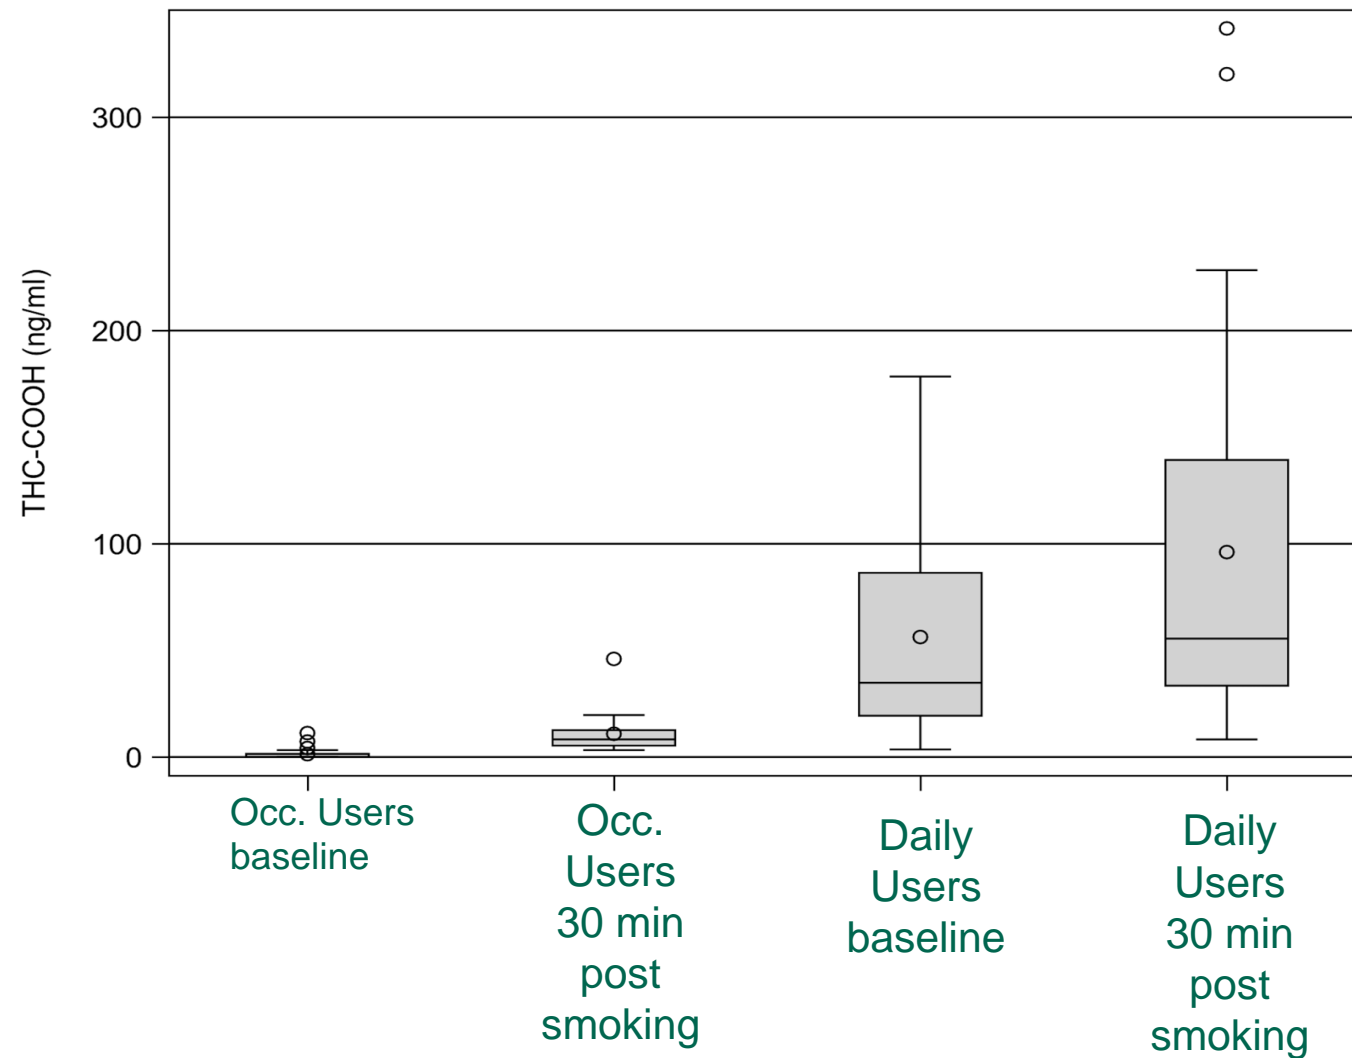 300
200
100
0
THC-COOH (ng/ml)
Occ. Users
baseline
Occ.
Users
30 min
post
smoking
Daily
Users
baseline
Daily
Users
30 min
post
smoking